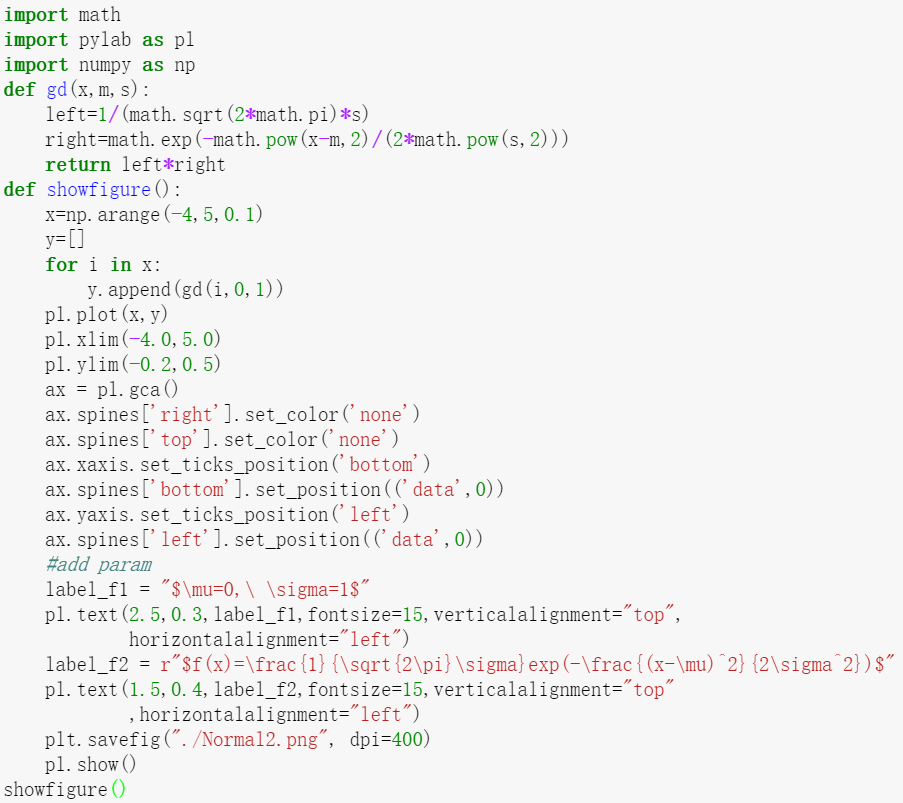 import math
import pylab as pl
import numpy as np
def gd(x,m,s):
    left=1/(math.sqrt(2*math.pi)*s)
    right=math.exp(-math.pow(x-m,2)/(2*math.pow(s,2)))
    return left*right
def showfigure():
    x=np.arange(-4,5,0.1)
    y=[]
    for i in x:
        y.append(gd(i,0,1))
    pl.plot(x,y)
    pl.xlim(-4.0,5.0)
    pl.ylim(-0.2,0.5)
    ax = pl.gca()
    ax.spines['right'].set_color('none')
    ax.spines['top'].set_color('none')
    ax.xaxis.set_ticks_position('bottom')
    ax.spines['bottom'].set_position(('data',0))
    ax.yaxis.set_ticks_position('left')
    ax.spines['left'].set_position(('data',0))
    #add param
    label_f1 = "$\mu=0,\ \sigma=1$"
    pl.text(2.5,0.3,label_f1,fontsize=15,verticalalignment="top",
            horizontalalignment="left")
    label_f2 = r"$f(x)=\frac{1}{\sqrt{2\pi}\sigma}exp(-\frac{(x-\mu)^2}{2\sigma^2})$"
    pl.text(1.5,0.4,label_f2,fontsize=15,verticalalignment="top"
            ,horizontalalignment="left")
    plt.savefig("./Normal2.png", dpi=400)
    pl.show()
showfigure()